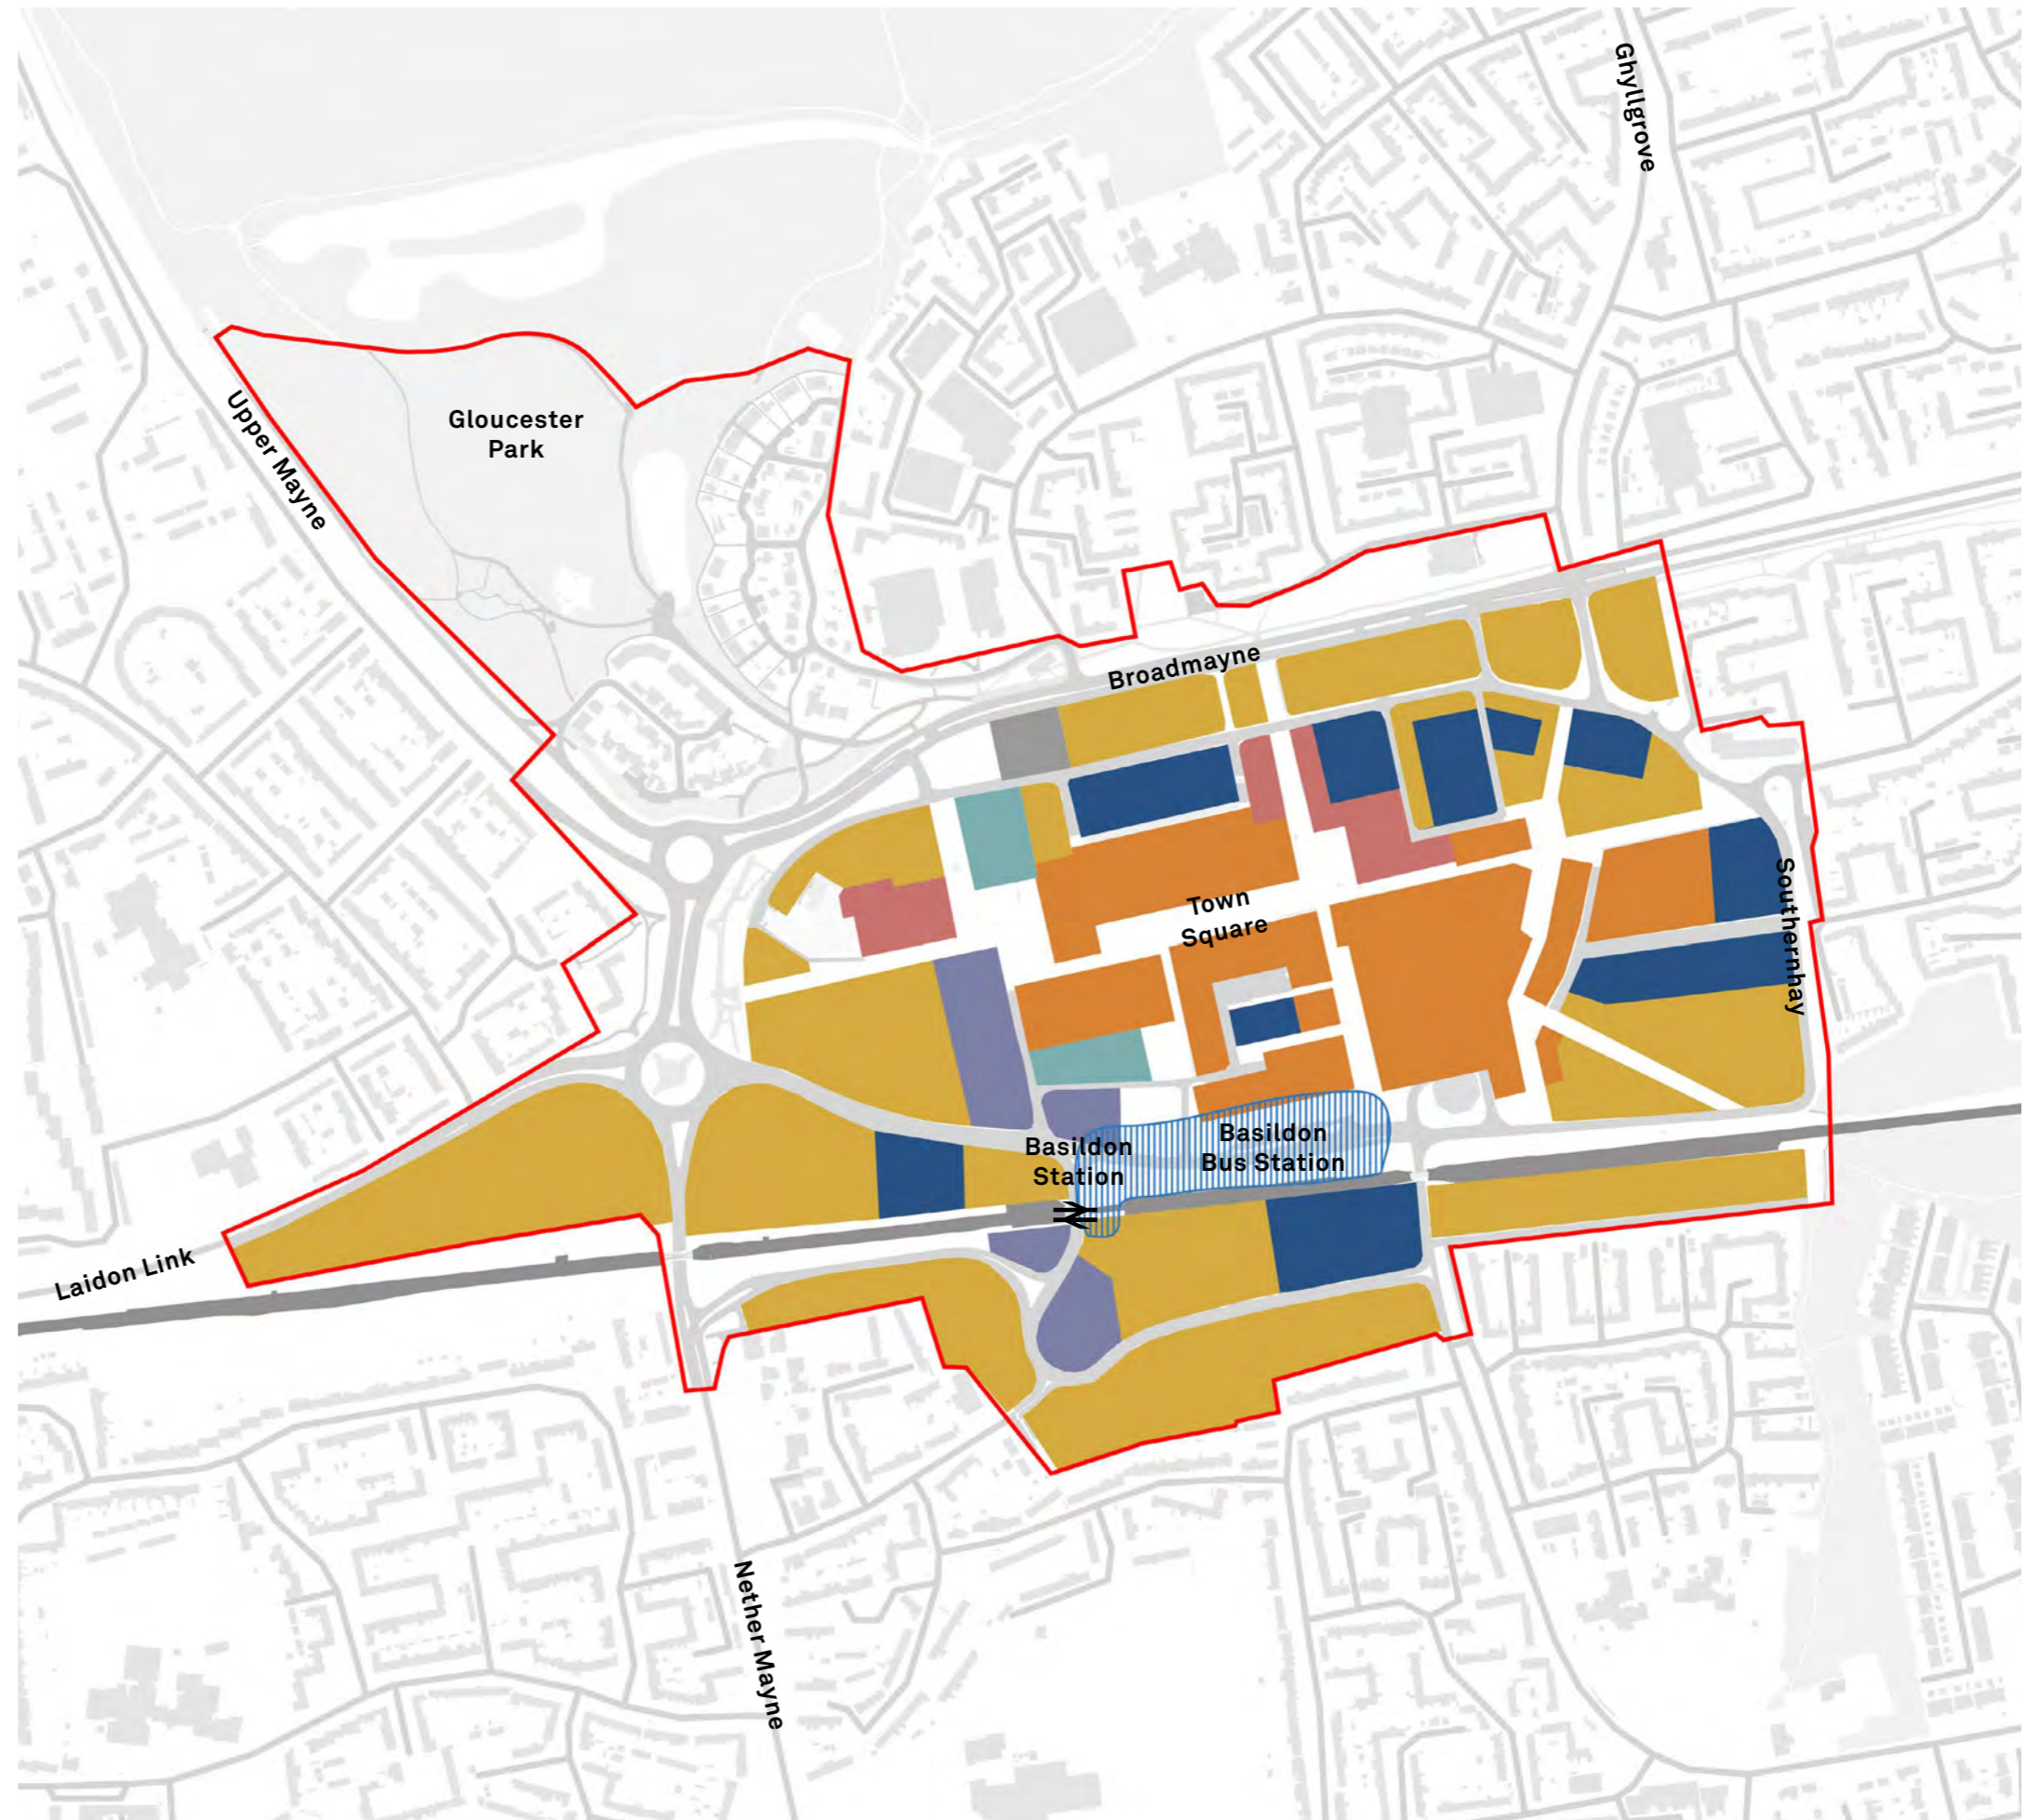 Ghyllgrove
Upper Mayne
Gloucester
Park
Broadmayne
Town
Square
Southernhay
Basildon
Station
Basildon
Bus Station
Laidon Link
Nether Mayne